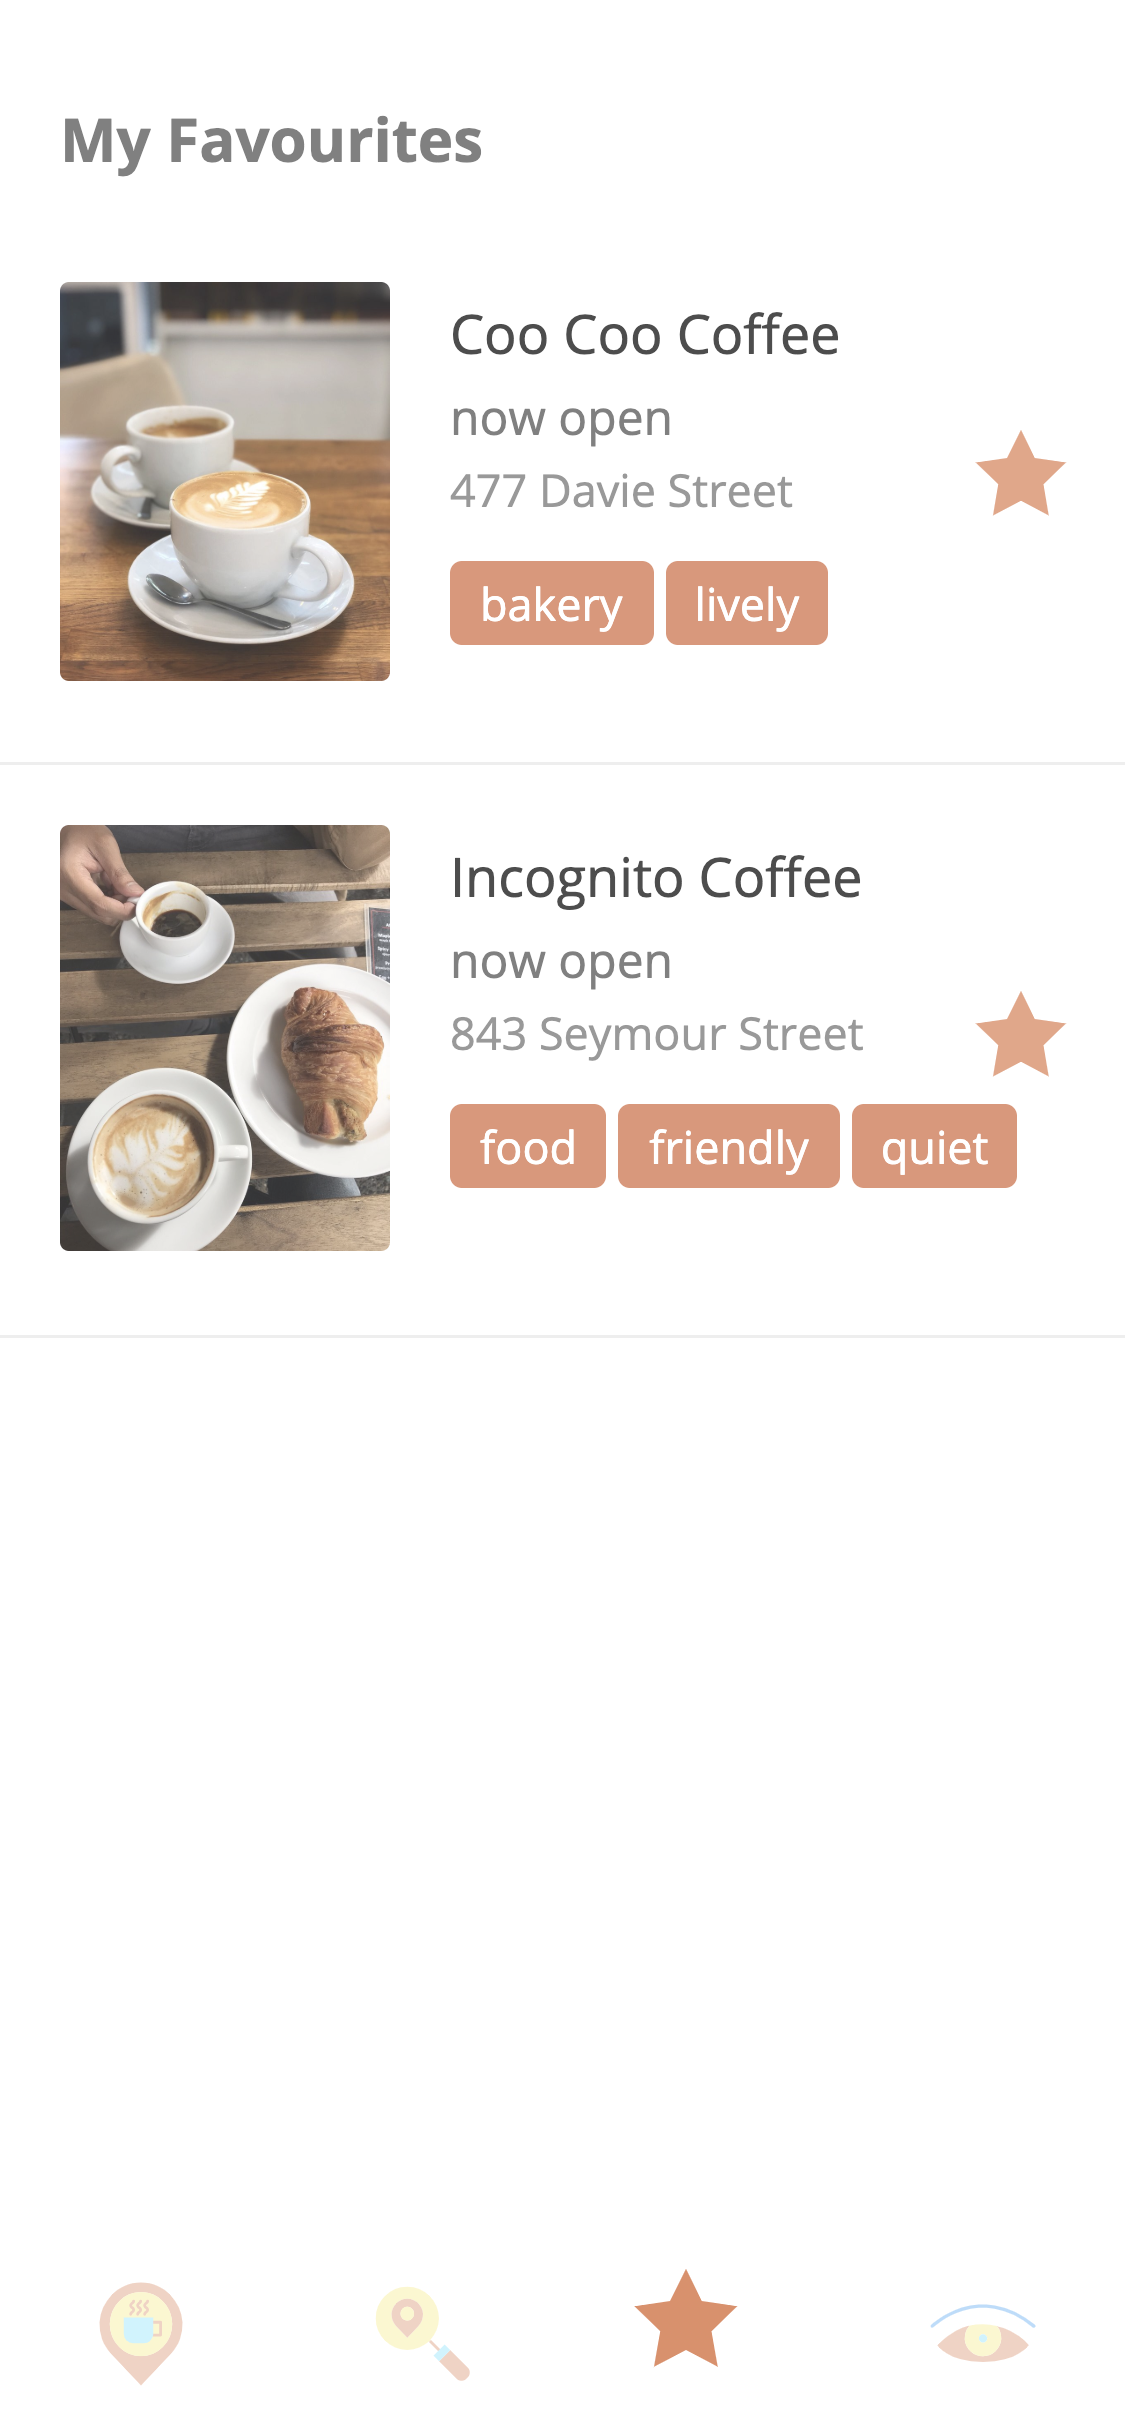 My Favourites
Coo Coo Coffee
now open
477 Davie Street
bakery lively
Incognito Coffee
now open
843 Seymour Street
food friendly quiet